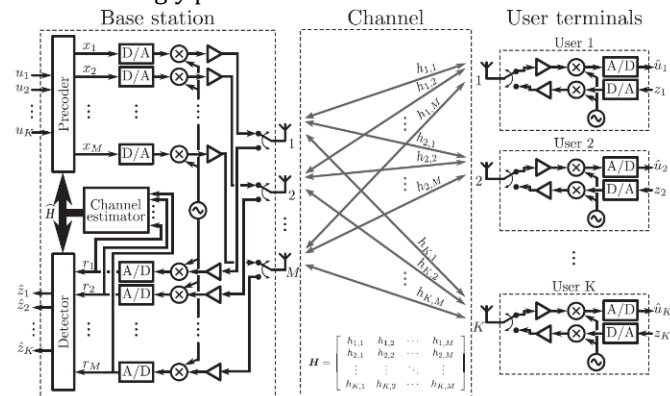 Base station
Channel
User terminals
u1
u2
uK
Precoder
x1
x2
xM
D/A
D/A
D/A
Ĥ
Channel
estimator
Detector
ẑ1
ẑ2
ẑK
r1
r2
rM
A/D
A/D
A/D
1
2
M
h1,1
h1,2
h1,M
h2,1
h2,2
h2,M
hK,1
hK,2
hK,M
H = [
h1,1 h1,2 ⋯ h1,M
h2,1 h2,2 ⋯ h2,M
⋮ ⋮ ⋱ ⋮
hK,1 hK,2 ⋯ hK,M
]
User 1
1
A/D û1
D/A z1
User 2
2
A/D û2
D/A z2
User K
K
A/D ûK
D/A zK